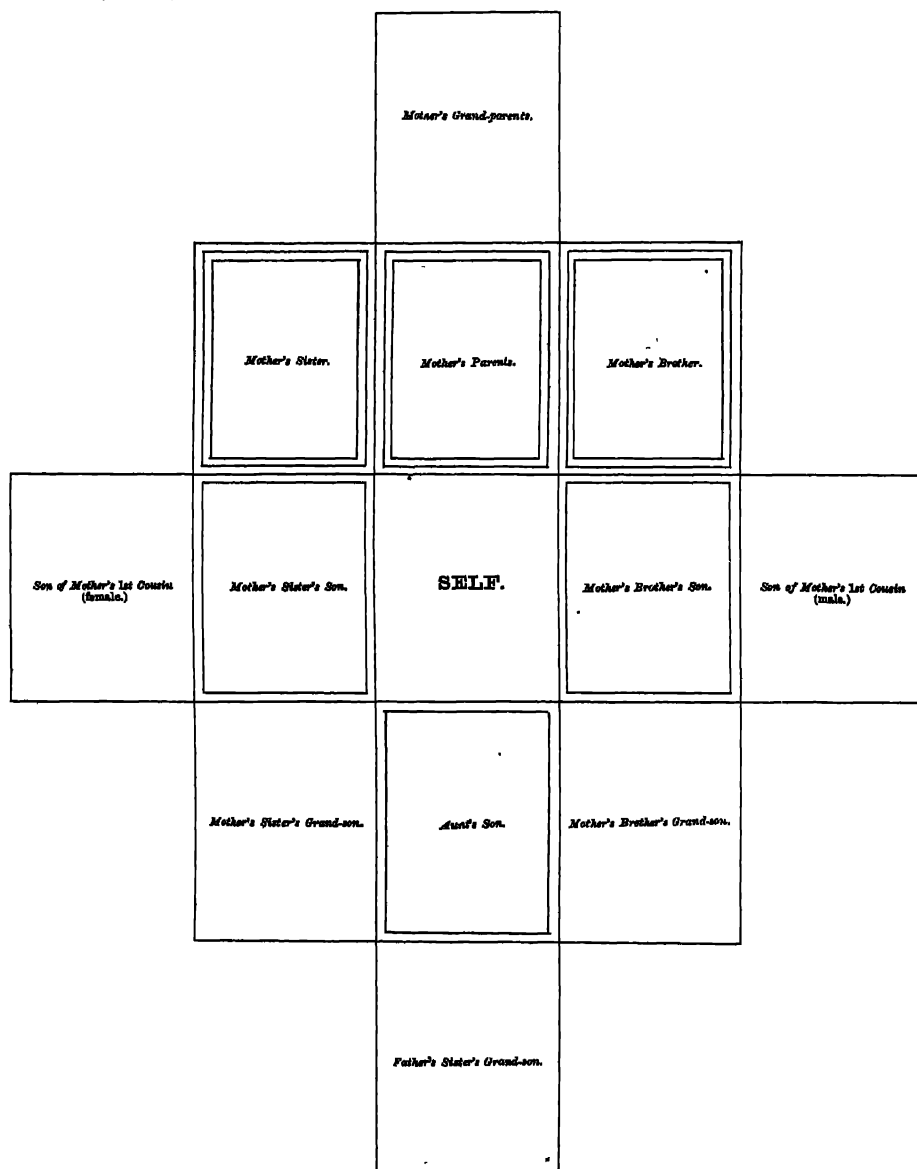 Mother's Grand-parents.
Mother's Sister.
Mother's Parents.
Mother's Brother.
Son of Mother's 1st Cousin
(female.)
Mother's Sister's Son.
SELF.
Mother's Brother's Son.
Son of Mother's 1st Cousin
(male.)
Mother's Sister's Grand-son.
Aunt's Son.
Mother's Brother's Grand-son.
Father's Sister's Grand-son.